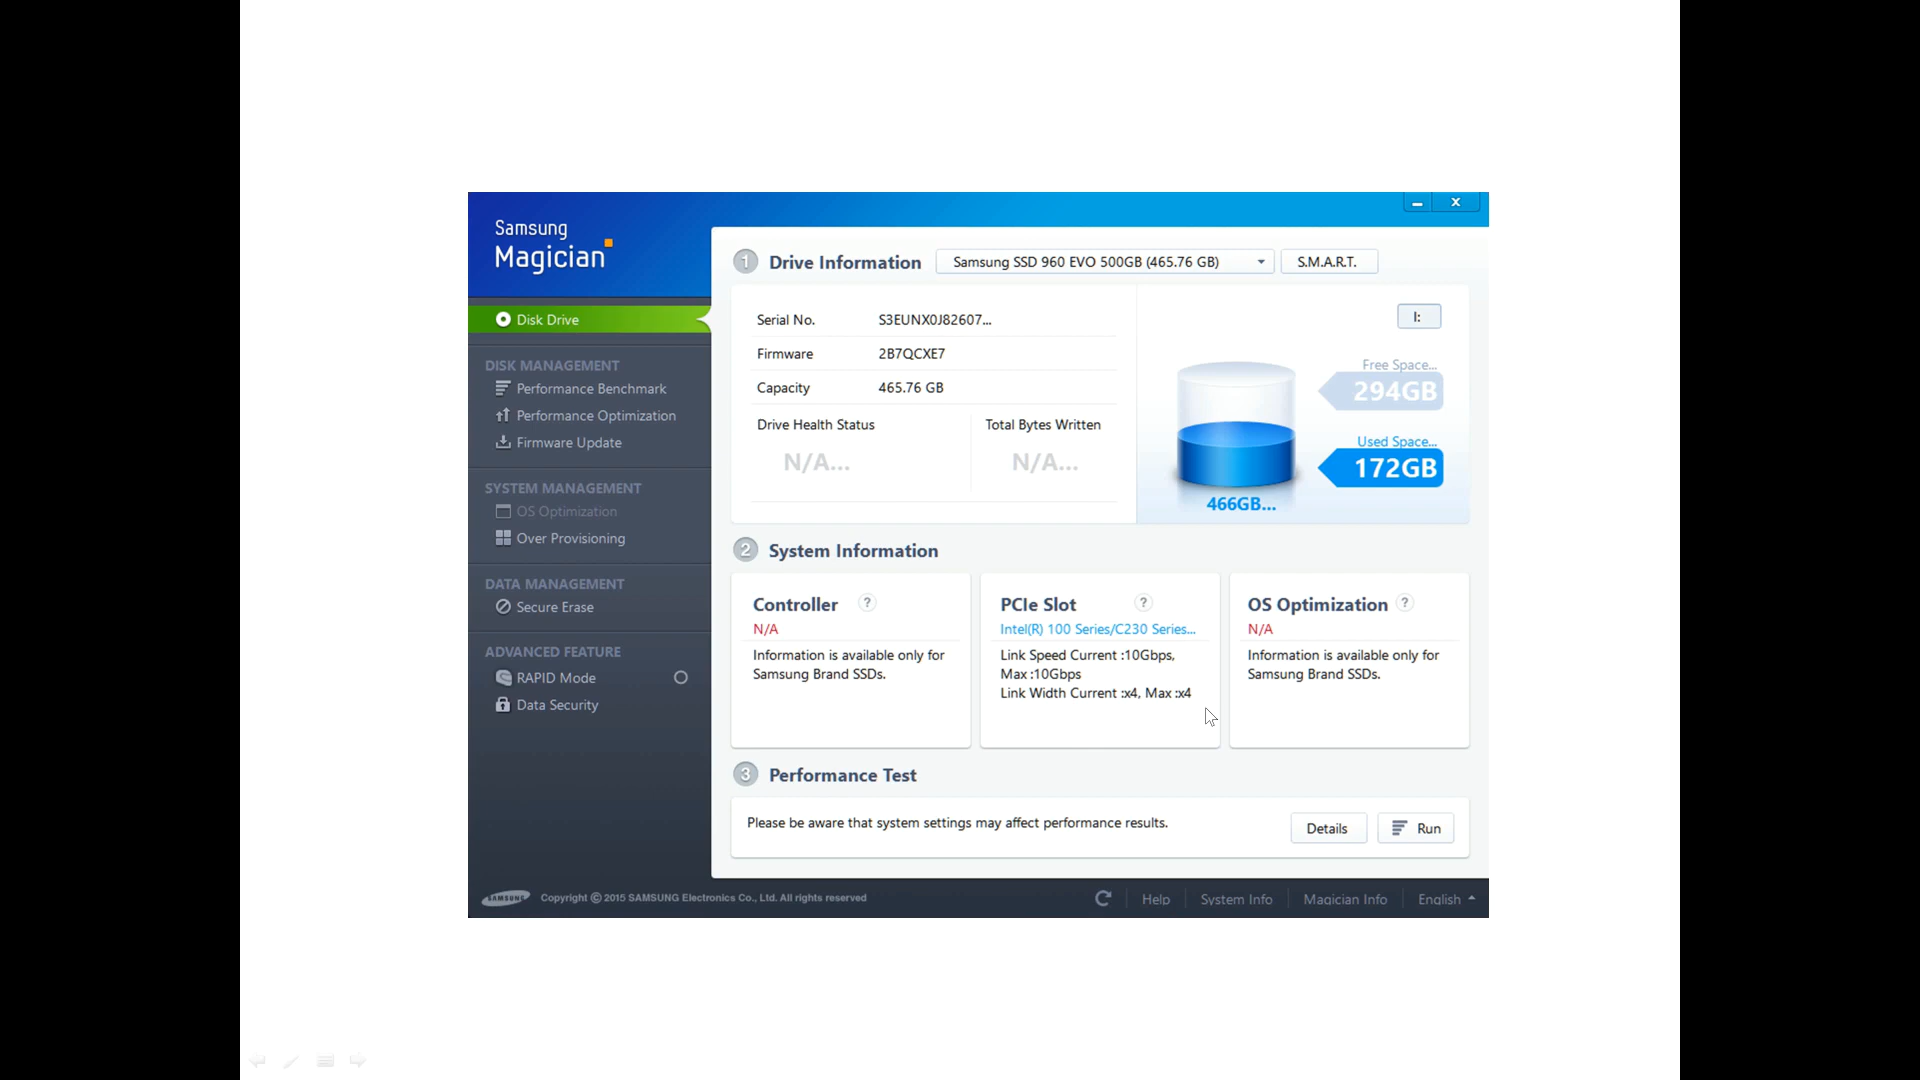 Samsung
Magician
Disk Drive
DISK MANAGEMENT
Performance Benchmark
Performance Optimization
Firmware Update
SYSTEM MANAGEMENT
OS Optimization
Over Provisioning
DATA MANAGEMENT
Secure Erase
ADVANCED FEATURE
RAPID Mode
Data Security
x
1 Drive Information Samsung SSD 960 EVO 500GB (465.76 GB) S.M.A.R.T.
Serial No. S3EUNX0J82607...
Firmware 2B7QCXE7
Capacity 465.76 GB
Drive Health Status Total Bytes Written
N/A... N/A...
I:
Free Space...
294GB
Used Space...
172GB
466GB...
2 System Information
Controller ?
N/A
Information is available only for
Samsung Brand SSDs.
PCIe Slot ?
Intel(R) 100 Series/C230 Series...
Link Speed Current :10Gbps,
Max :10Gbps
Link Width Current :x4, Max :x4
OS Optimization ?
N/A
Information is available only for
Samsung Brand SSDs.
3 Performance Test
Please be aware that system settings may affect performance results.
Details Run
SAMSUNG Copyright © 2015 SAMSUNG Electronics Co., Ltd. All rights reserved
Help System Info Magician Info English